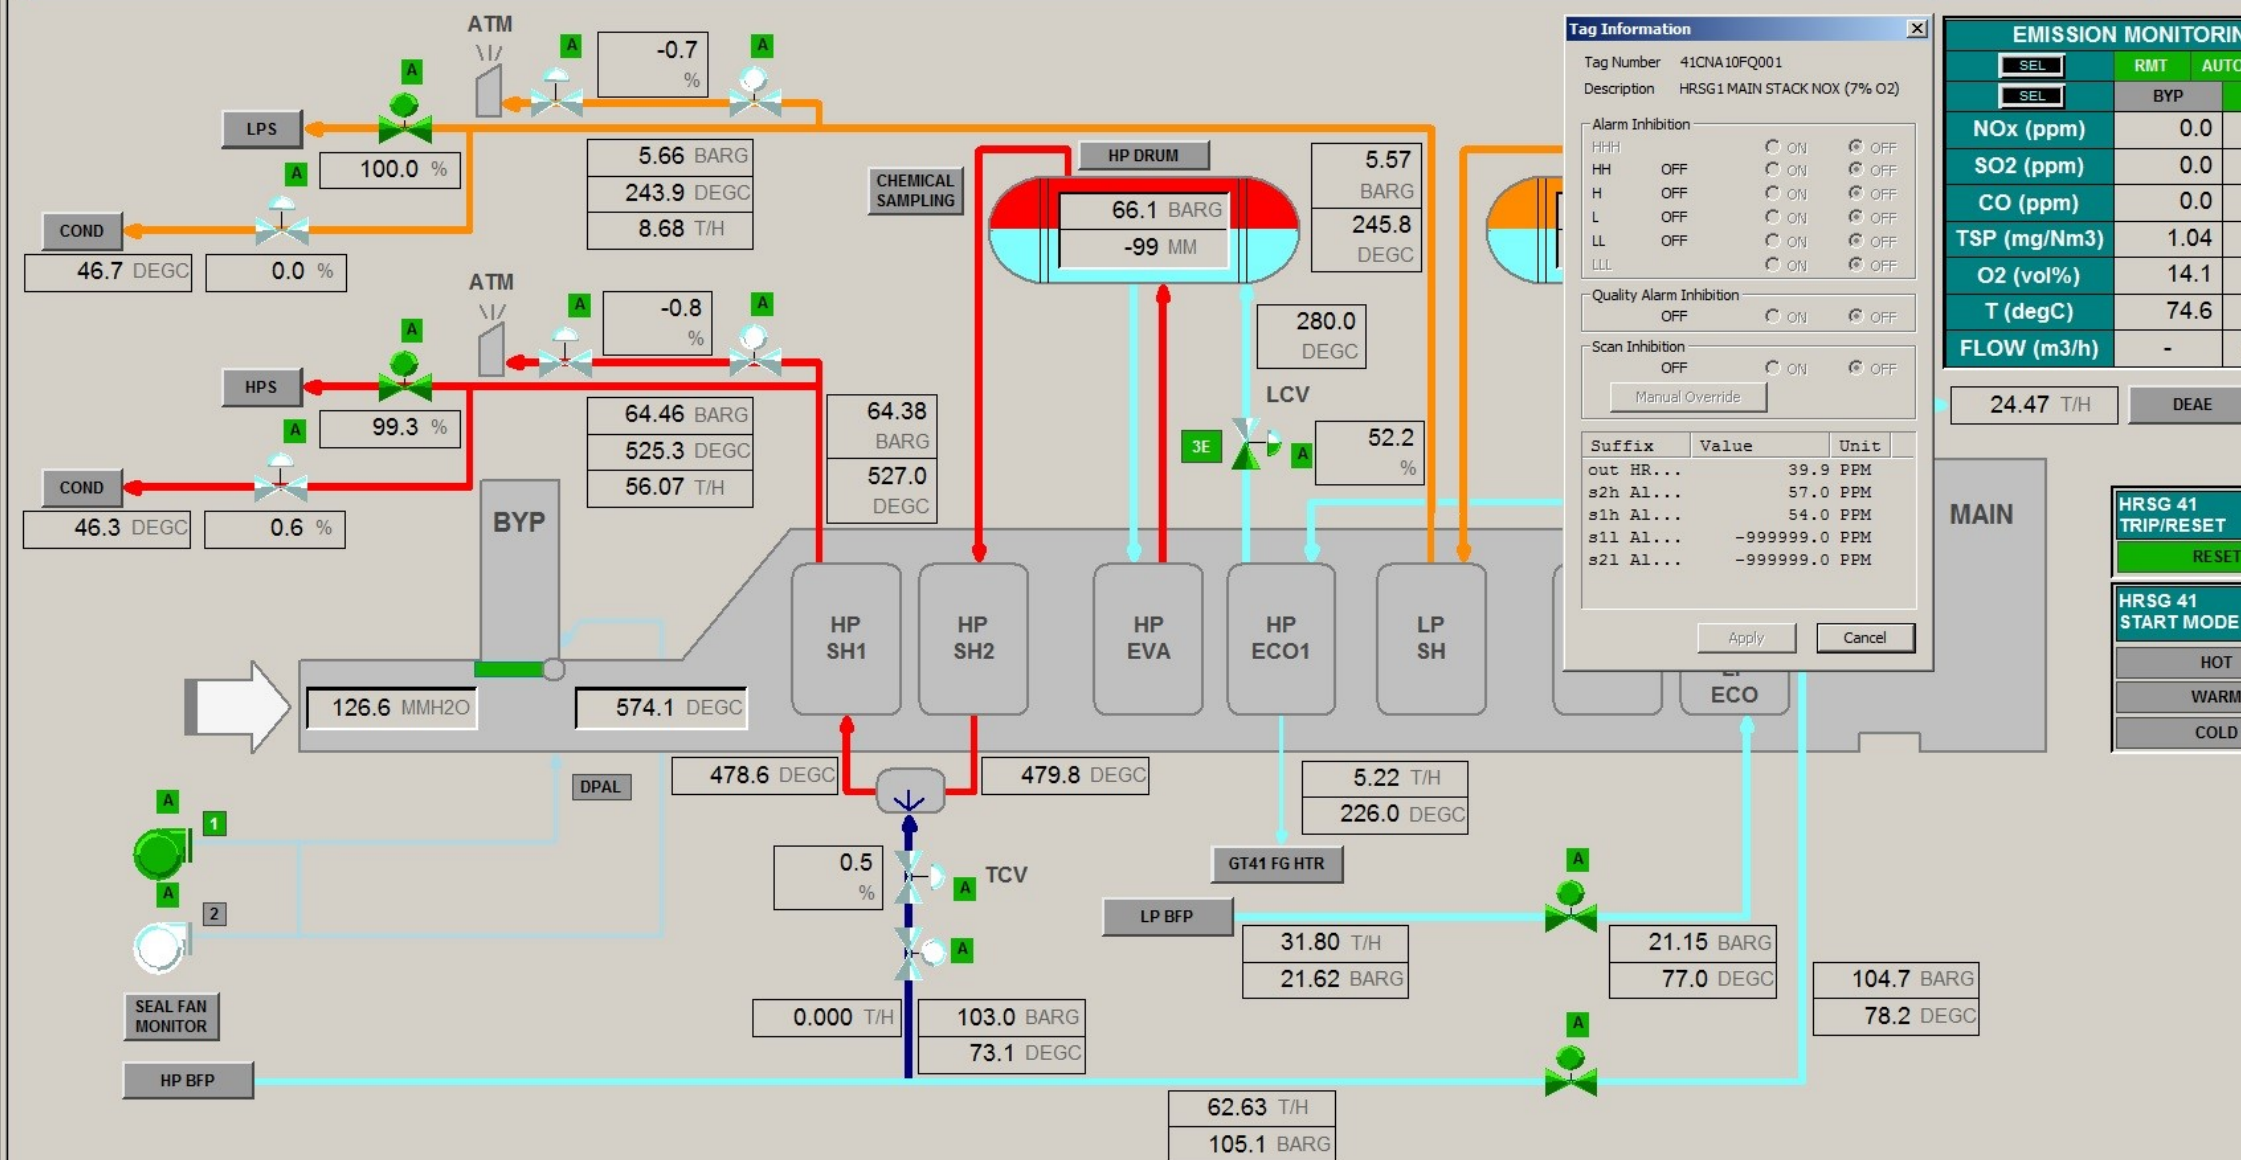 ATM
A
A
-0.7
%
A
LPS
100.0 %
A
COND
46.7 DEGC
0.0 %
5.66 BARG
243.9 DEGC
8.68 T/H
ATM
A
A
-0.8
%
A
HPS
99.3 %
A
COND
46.3 DEGC
0.6 %
64.46 BARG
525.3 DEGC
56.07 T/H
64.38
BARG
527.0
DEGC
CHEMICAL
SAMPLING
HP DRUM
66.1 BARG
-99 MM
5.57
BARG
245.8
DEGC
280.0
DEGC
LCV
3E
A
52.2
%
Tag Information
Tag Number 41CNA10FQ001
Description HRSG1 MAIN STACK NOX (7% O2)
Alarm Inhibition
HHH ON OFF
HH OFF ON OFF
H OFF ON OFF
L OFF ON OFF
LL OFF ON OFF
LLL ON OFF
Quality Alarm Inhibition
OFF ON OFF
Scan Inhibition
OFF ON OFF
Manual Override
Suffix Value Unit
out HR... 39.9 PPM
s2h Al... 57.0 PPM
s1h Al... 54.0 PPM
s1l Al... -999999.0 PPM
s2l Al... -999999.0 PPM
Apply Cancel
EMISSION MONITORIN
SEL RMT AUTO
SEL BYP
NOx (ppm) 0.0
SO2 (ppm) 0.0
CO (ppm) 0.0
TSP (mg/Nm3) 1.04
O2 (vol%) 14.1
T (degC) 74.6
FLOW (m3/h) -
24.47 T/H
DEAE
MAIN
HRSG 41
TRIP/RESET
RESET
HRSG 41
START MODE
HOT
WARM
COLD
BYP
126.6 MMH2O
574.1 DEGC
HP
SH1
HP
SH2
HP
EVA
HP
ECO1
LP
SH
ECO
478.6 DEGC
479.8 DEGC
DPAL
A
1
A
2
SEAL FAN
MONITOR
HP BFP
0.5
%
TCV
A
A
0.000 T/H
103.0 BARG
73.1 DEGC
5.22 T/H
226.0 DEGC
GT41 FG HTR
LP BFP
A
31.80 T/H
21.62 BARG
21.15 BARG
77.0 DEGC
104.7 BARG
78.2 DEGC
A
62.63 T/H
105.1 BARG